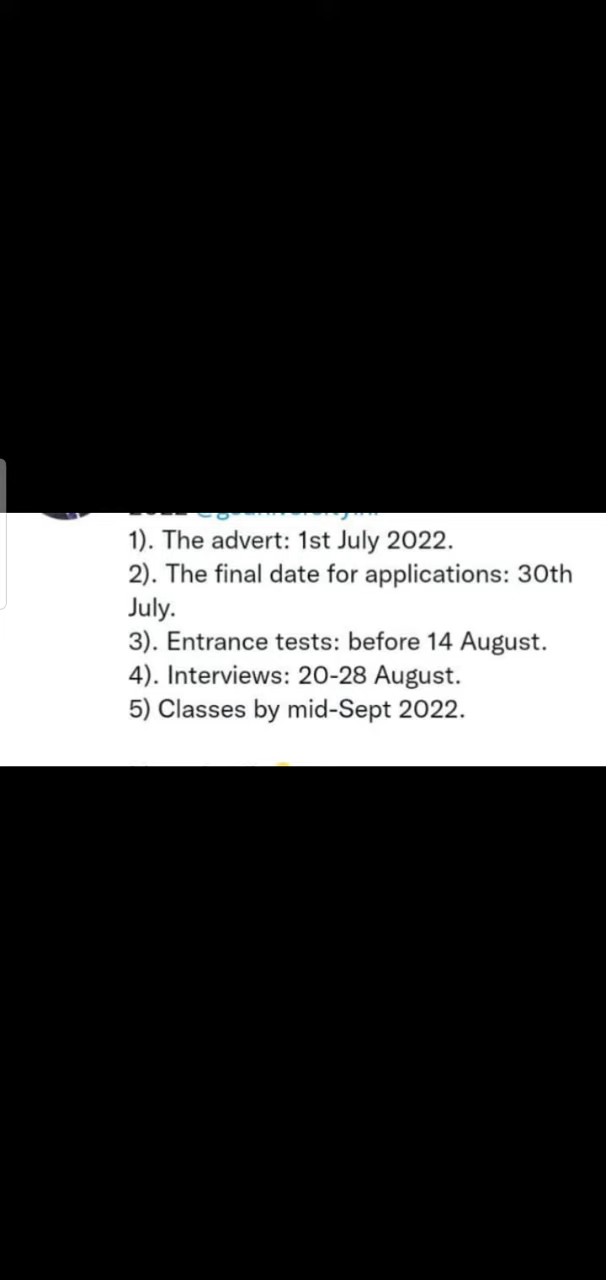 1). The advert: 1st July 2022.
2). The final date for applications: 30th
July.
3). Entrance tests: before 14 August.
4). Interviews: 20-28 August.
5) Classes by mid-Sept 2022.